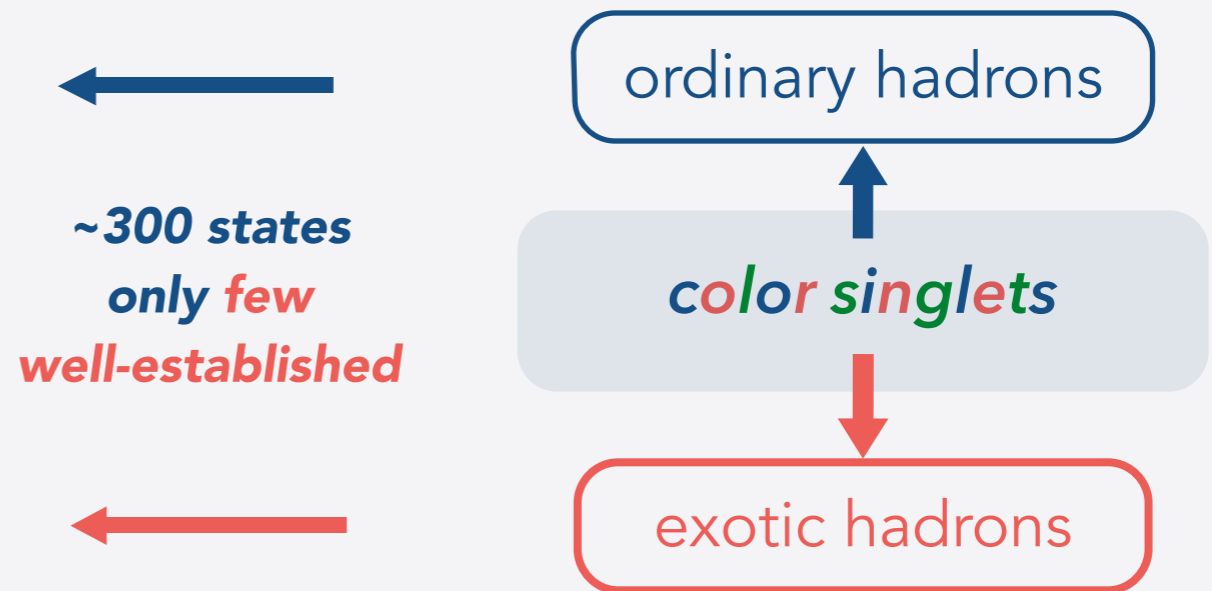 ordinary hadrons
~300 states
only few
well-established
color singlets
exotic hadrons